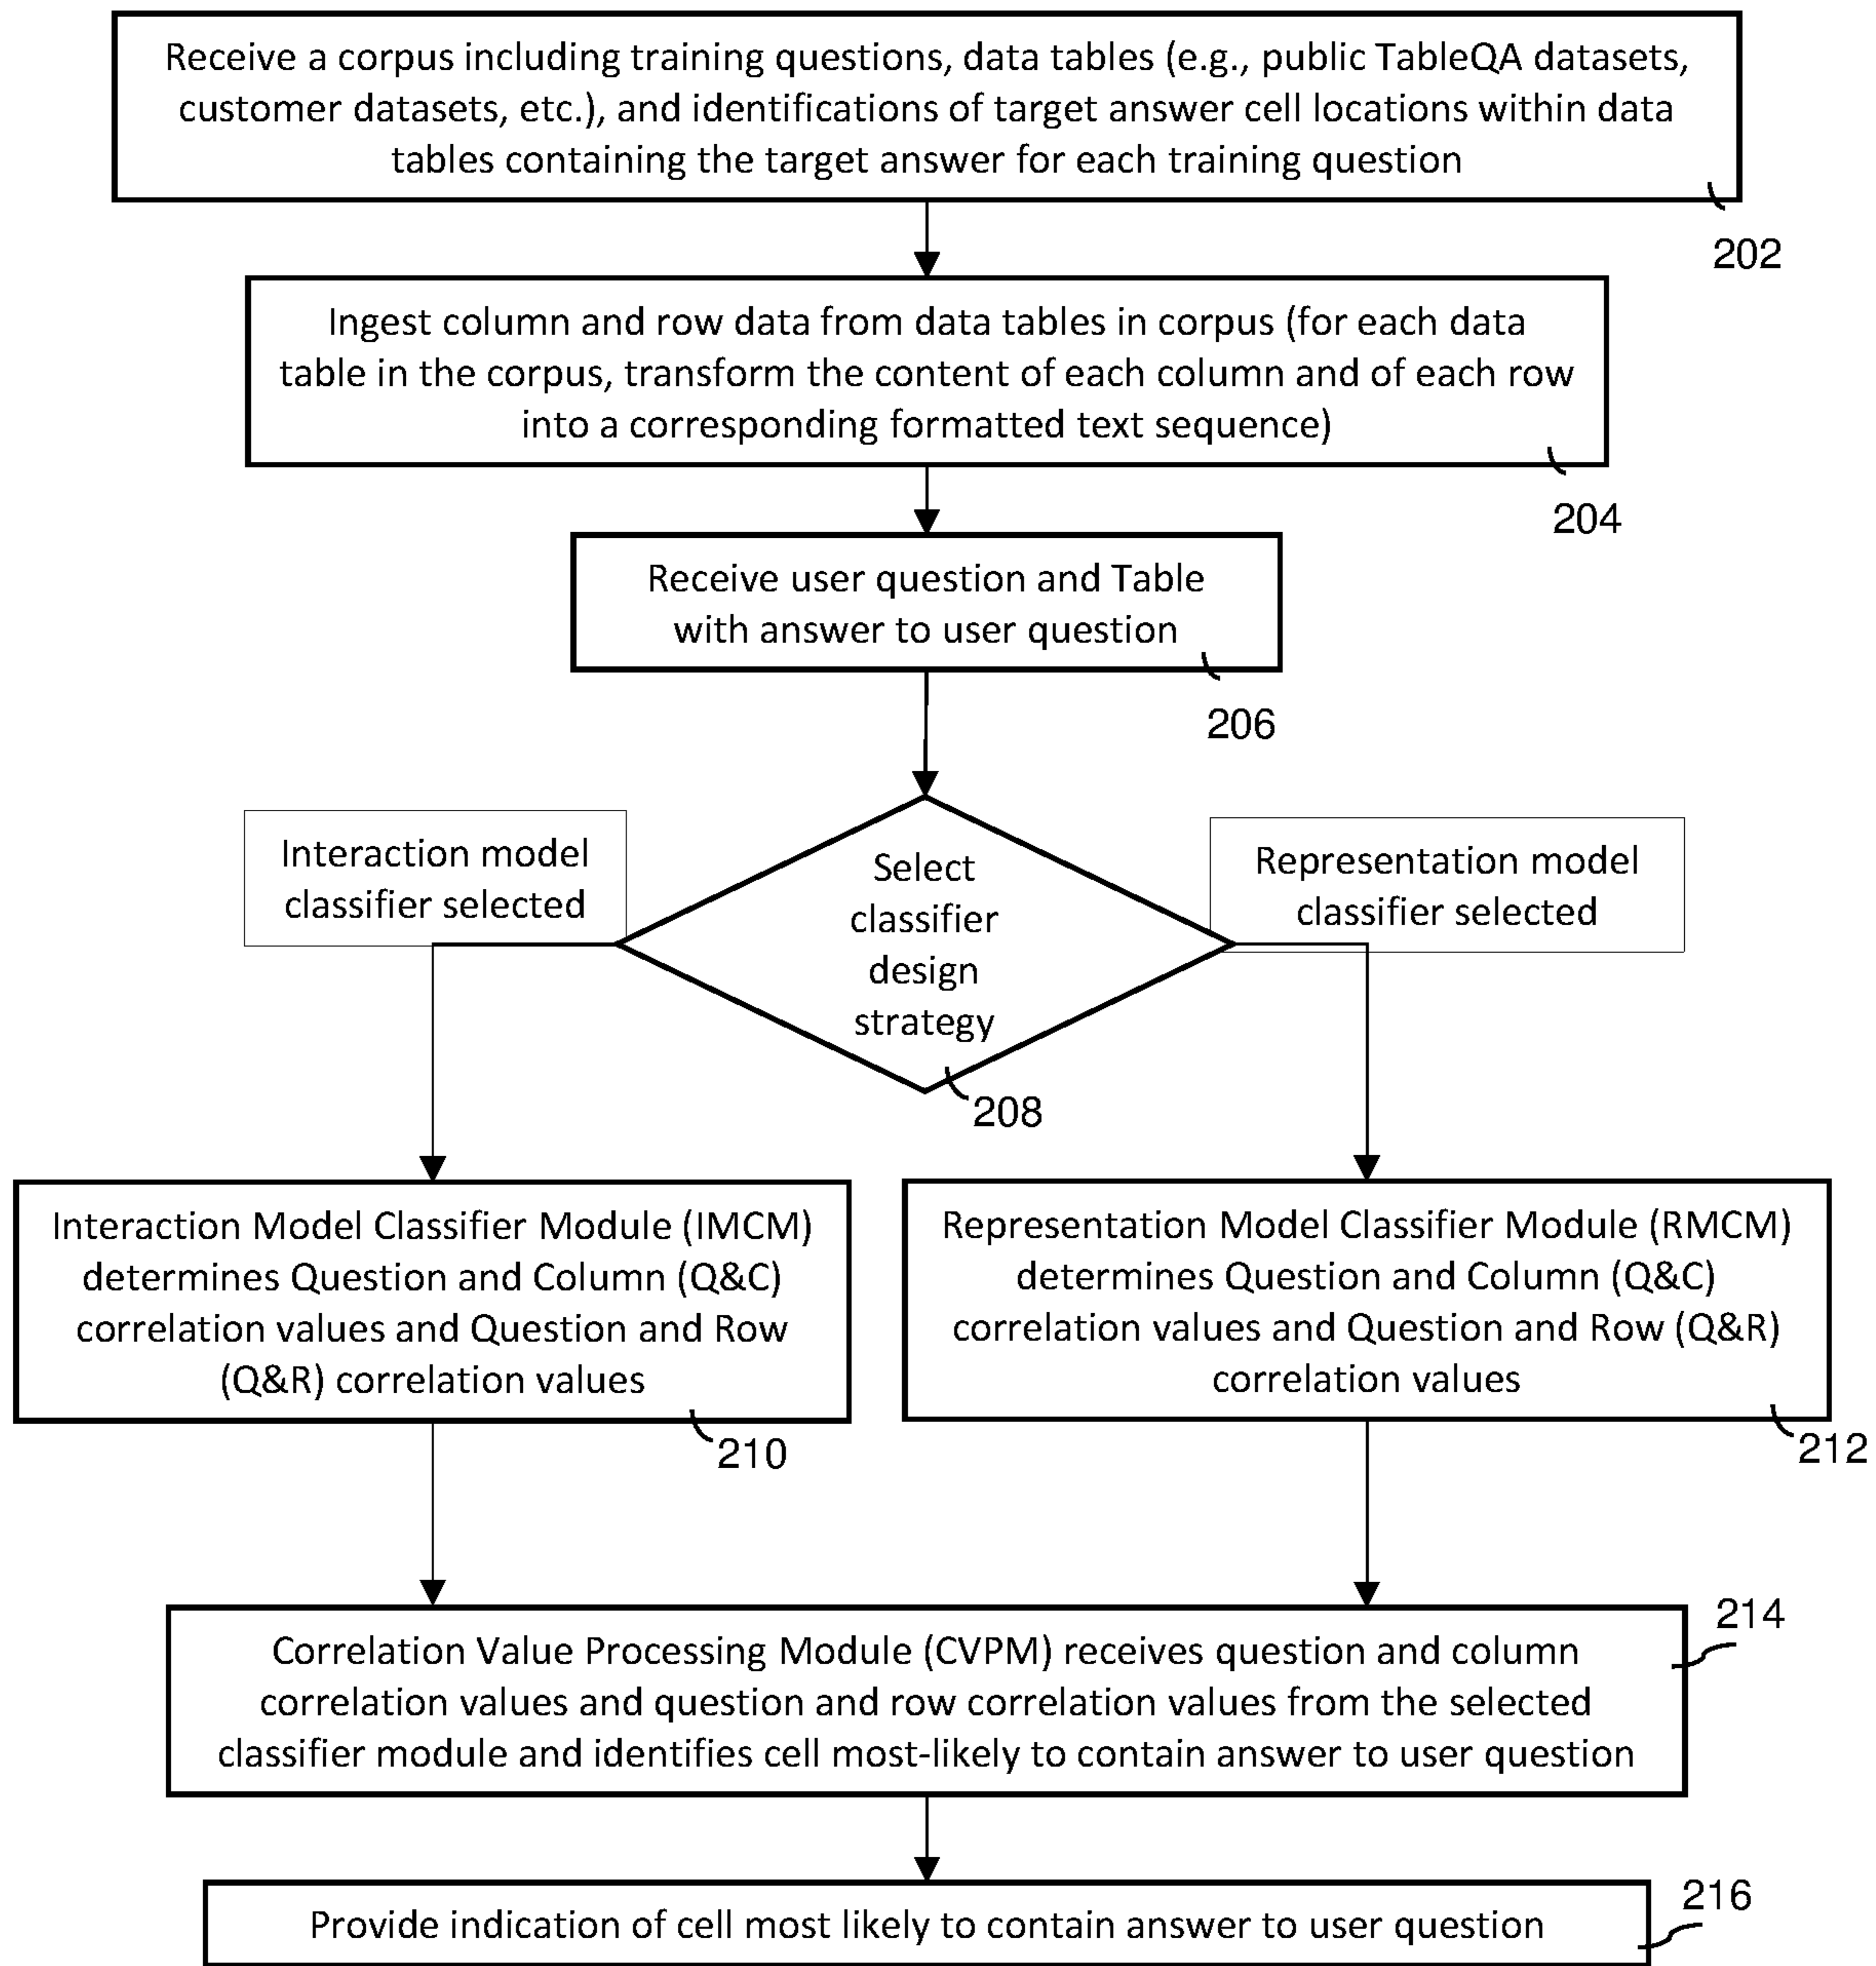 Receive a corpus including training questions, data tables (e.g., public TableQA datasets,
customer datasets, etc.), and identifications of target answer cell locations within data
tables containing the target answer for each training question
202
Ingest column and row data from data tables in corpus (for each data
table in the corpus, transform the content of each column and of each row
into a corresponding formatted text sequence)
204
Receive user question and Table
with answer to user question
206
Interaction model
classifier selected
Select
classifier
design
strategy
208
Representation model
classifier selected
Interaction Model Classifier Module (IMCM)
determines Question and Column (Q&C)
correlation values and Question and Row
(Q&R) correlation values
210
Representation Model Classifier Module (RMCM)
determines Question and Column (Q&C)
correlation values and Question and Row (Q&R)
correlation values
212
214
Correlation Value Processing Module (CVPM) receives question and column
correlation values and question and row correlation values from the selected
classifier module and identifies cell most-likely to contain answer to user question
216
Provide indication of cell most likely to contain answer to user question